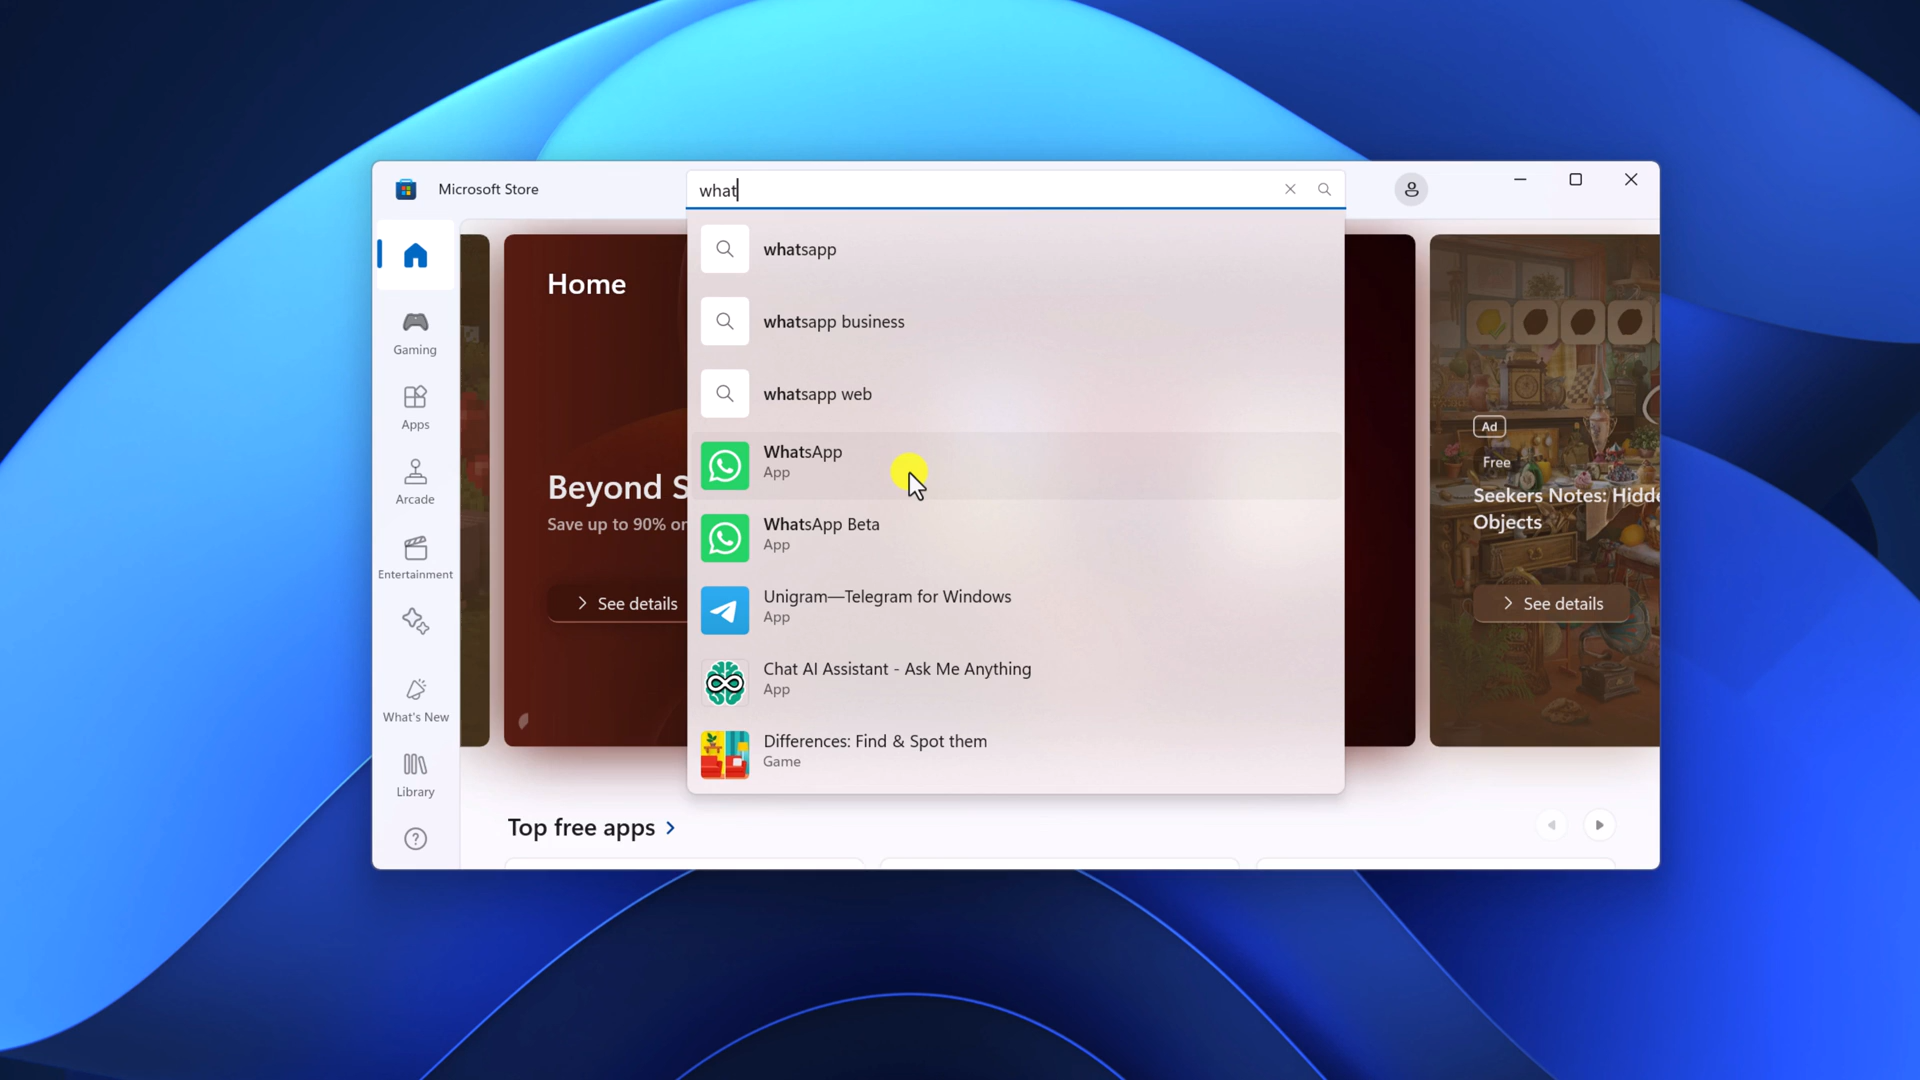 Microsoft Store
what
Home
Gaming
Apps
Arcade
Entertainment
What's New
Library
Home
Beyond S
Save up to 90% or
See details
whatsapp
whatsapp business
whatsapp web
WhatsApp
App
WhatsApp Beta
App
Unigram—Telegram for Windows
App
Chat AI Assistant - Ask Me Anything
App
Differences: Find & Spot them
Game
Ad
Free
Seekers Notes: Hidde
Objects
See details
Top free apps